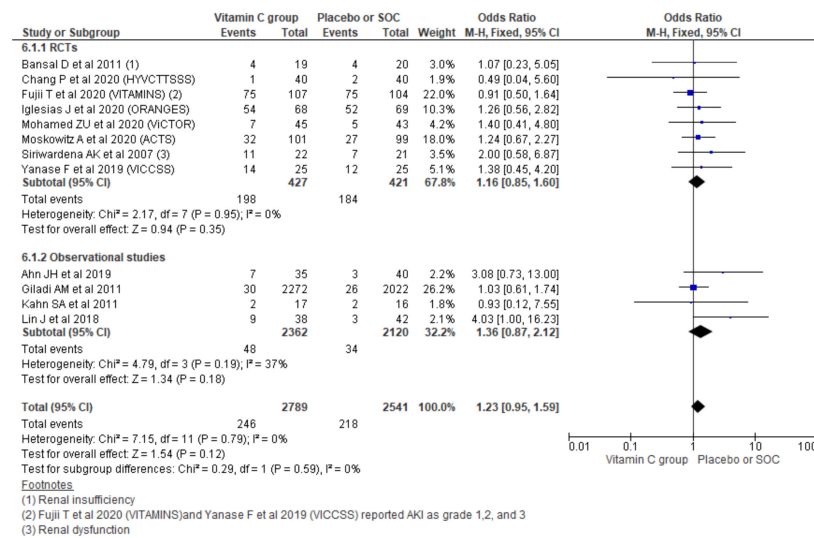 Vitamin C group Placebo or SOC Odds Ratio Odds Ratio
Study or Subgroup Events Total Events Total Weight M-H, Fixed, 95% CI M-H, Fixed, 95% CI
6.1.1 RCTs
Bansal D et al 2011 (1) 4 19 4 20 3.0% 1.07 [0.23, 5.05]
Chang P et al 2020 (HYVCTTSSS) 1 40 2 40 1.9% 0.49 [0.04, 5.60]
Fujii T et al 2020 (VITAMINS) (2) 75 107 75 104 22.0% 0.91 [0.50, 1.64]
Iglesias J et al 2020 (ORANGES) 54 68 52 69 10.3% 1.26 [0.56, 2.82]
Mohamed ZU et al 2020 (ViCTOR) 7 45 5 43 4.2% 1.40 [0.41, 4.80]
Moskowitz A et al 2020 (ACTS) 32 101 27 99 18.0% 1.24 [0.67, 2.27]
Siriwardena AK et al 2007 (3) 11 22 7 21 3.5% 2.00 [0.58, 6.87]
Yanase F et al 2019 (VICCSS) 14 25 12 25 5.1% 1.38 [0.45, 4.20]
Subtotal (95% CI) 427 421 67.8% 1.16 [0.85, 1.60]
Total events 198 184
Heterogeneity: Chi² = 2.17, df = 7 (P = 0.95); I² = 0%
Test for overall effect: Z = 0.94 (P = 0.35)
6.1.2 Observational studies
Ahn JH et al 2019 7 35 3 40 2.2% 3.08 [0.73, 13.00]
Giladi AM et al 2011 30 2272 26 2022 26.2% 1.03 [0.61, 1.74]
Kahn SA et al 2011 2 17 2 16 1.8% 0.93 [0.12, 7.55]
Lin J et al 2018 9 38 3 42 2.1% 4.03 [1.00, 16.23]
Subtotal (95% CI) 2362 2120 32.2% 1.36 [0.87, 2.12]
Total events 48 34
Heterogeneity: Chi² = 4.79, df = 3 (P = 0.19); I² = 37%
Test for overall effect: Z = 1.34 (P = 0.18)
Total (95% CI) 2789 2541 100.0% 1.23 [0.95, 1.59]
Total events 246 218
Heterogeneity: Chi² = 7.15, df = 11 (P = 0.79); I² = 0%
Test for overall effect: Z = 1.54 (P = 0.12)
Test for subgroup differences: Chi² = 0.29, df = 1 (P = 0.59), I² = 0%
0.01 0.1 1 10 100
Vitamin C group Placebo or SOC
Footnotes
(1) Renal insufficiency
(2) Fujii T et al 2020 (VITAMINS)and Yanase F et al 2019 (VICCSS) reported AKI as grade 1,2, and 3
(3) Renal dysfunction